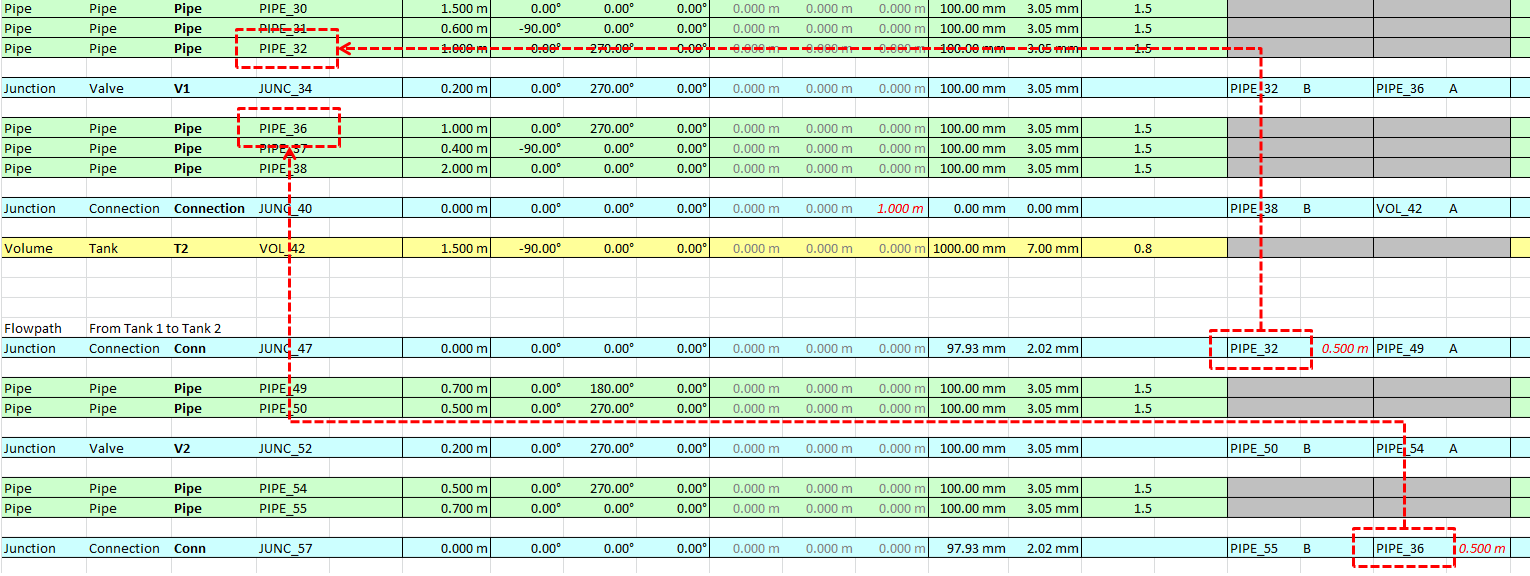 Pipe Pipe Pipe PIPE_30 1.500 m 0.00° 0.00° 0.00° 0.000 m 0.000 m 0.000 m 100.00 mm 3.05 mm 1.5
Pipe Pipe Pipe PIPE_31 0.600 m -90.00° 0.00° 0.00° 0.000 m 0.000 m 0.000 m 100.00 mm 3.05 mm 1.5
Pipe Pipe Pipe PIPE_32 1.000 m 0.00° 270.00° 0.00° 0.000 m 0.000 m 0.000 m 100.00 mm 3.05 mm 1.5
Junction Valve V1 JUNC_34 0.200 m 0.00° 270.00° 0.00° 0.000 m 0.000 m 0.000 m 100.00 mm 3.05 mm PIPE_32 B PIPE_36 A
Pipe Pipe Pipe PIPE_36 1.000 m 0.00° 270.00° 0.00° 0.000 m 0.000 m 0.000 m 100.00 mm 3.05 mm 1.5
Pipe Pipe Pipe PIPE_37 0.400 m -90.00° 0.00° 0.00° 0.000 m 0.000 m 0.000 m 100.00 mm 3.05 mm 1.5
Pipe Pipe Pipe PIPE_38 2.000 m 0.00° 0.00° 0.00° 0.000 m 0.000 m 0.000 m 100.00 mm 3.05 mm 1.5
Junction Connection Connection JUNC_40 0.000 m 0.00° 0.00° 0.00° 0.000 m 0.000 m 1.000 m 0.00 mm 0.00 mm PIPE_38 B VOL_42 A
Volume Tank T2 VOL_42 1.500 m -90.00° 0.00° 0.00° 0.000 m 0.000 m 0.000 m 1000.00 mm 7.00 mm 0.8
Flowpath From Tank 1 to Tank 2
Junction Connection Conn JUNC_47 0.000 m 0.00° 0.00° 0.00° 0.000 m 0.000 m 0.000 m 97.93 mm 2.02 mm PIPE_32 0.500 m PIPE_49 A
Pipe Pipe Pipe PIPE_49 0.700 m 0.00° 180.00° 0.00° 0.000 m 0.000 m 0.000 m 100.00 mm 3.05 mm 1.5
Pipe Pipe Pipe PIPE_50 0.500 m 0.00° 270.00° 0.00° 0.000 m 0.000 m 0.000 m 100.00 mm 3.05 mm 1.5
Junction Valve V2 JUNC_52 0.200 m 0.00° 270.00° 0.00° 0.000 m 0.000 m 0.000 m 100.00 mm 3.05 mm PIPE_50 B PIPE_54 A
Pipe Pipe Pipe PIPE_54 0.500 m 0.00° 270.00° 0.00° 0.000 m 0.000 m 0.000 m 100.00 mm 3.05 mm 1.5
Pipe Pipe Pipe PIPE_55 0.700 m 0.00° 0.00° 0.00° 0.000 m 0.000 m 0.000 m 100.00 mm 3.05 mm 1.5
Junction Connection Conn JUNC_57 0.000 m 0.00° 0.00° 0.00° 0.000 m 0.000 m 0.000 m 97.93 mm 2.02 mm PIPE_55 B PIPE_36 0.500 m